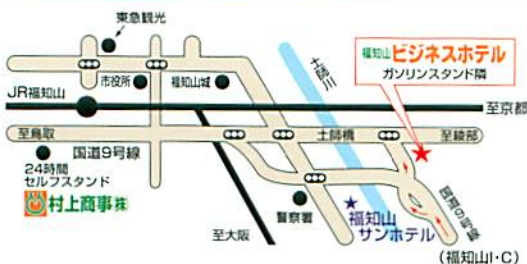 東急観光
福知山ビジネスホテル
ガソリンスタンド隣
土師川
市役所
福知山城
JR福知山
至京都
至鳥取
土師橋
至綾部
国道9号線
24時間
セルフスタンド
村上商事㈱
警察署
福知山
サンホテル
至大阪
(福知山I・C)